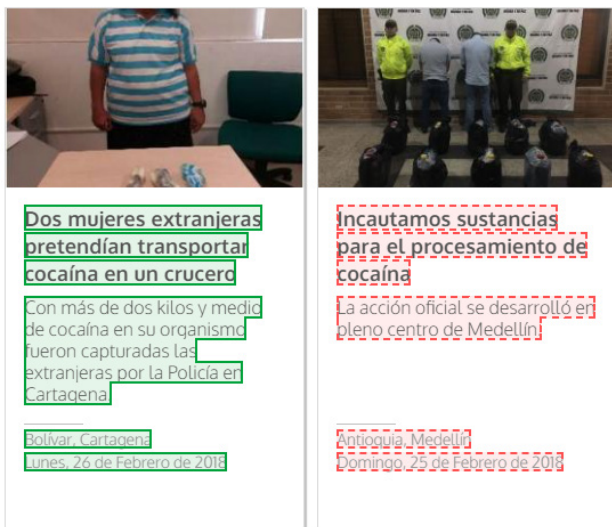 Dos mujeres extranjeras
pretendían transportar
cocaína en un crucero
Con más de dos kilos y medio
de cocaína en su organismo
fueron capturadas las
extranjeras por la Policía en
Cartagena.
Bolívar, Cartagena
Lunes, 26 de Febrero de 2018
Incautamos sustancias
para el procesamiento de
cocaína
La acción oficial se desarrolló en
pleno centro de Medellín.
Antioquia, Medellín
Domingo, 25 de Febrero de 2018